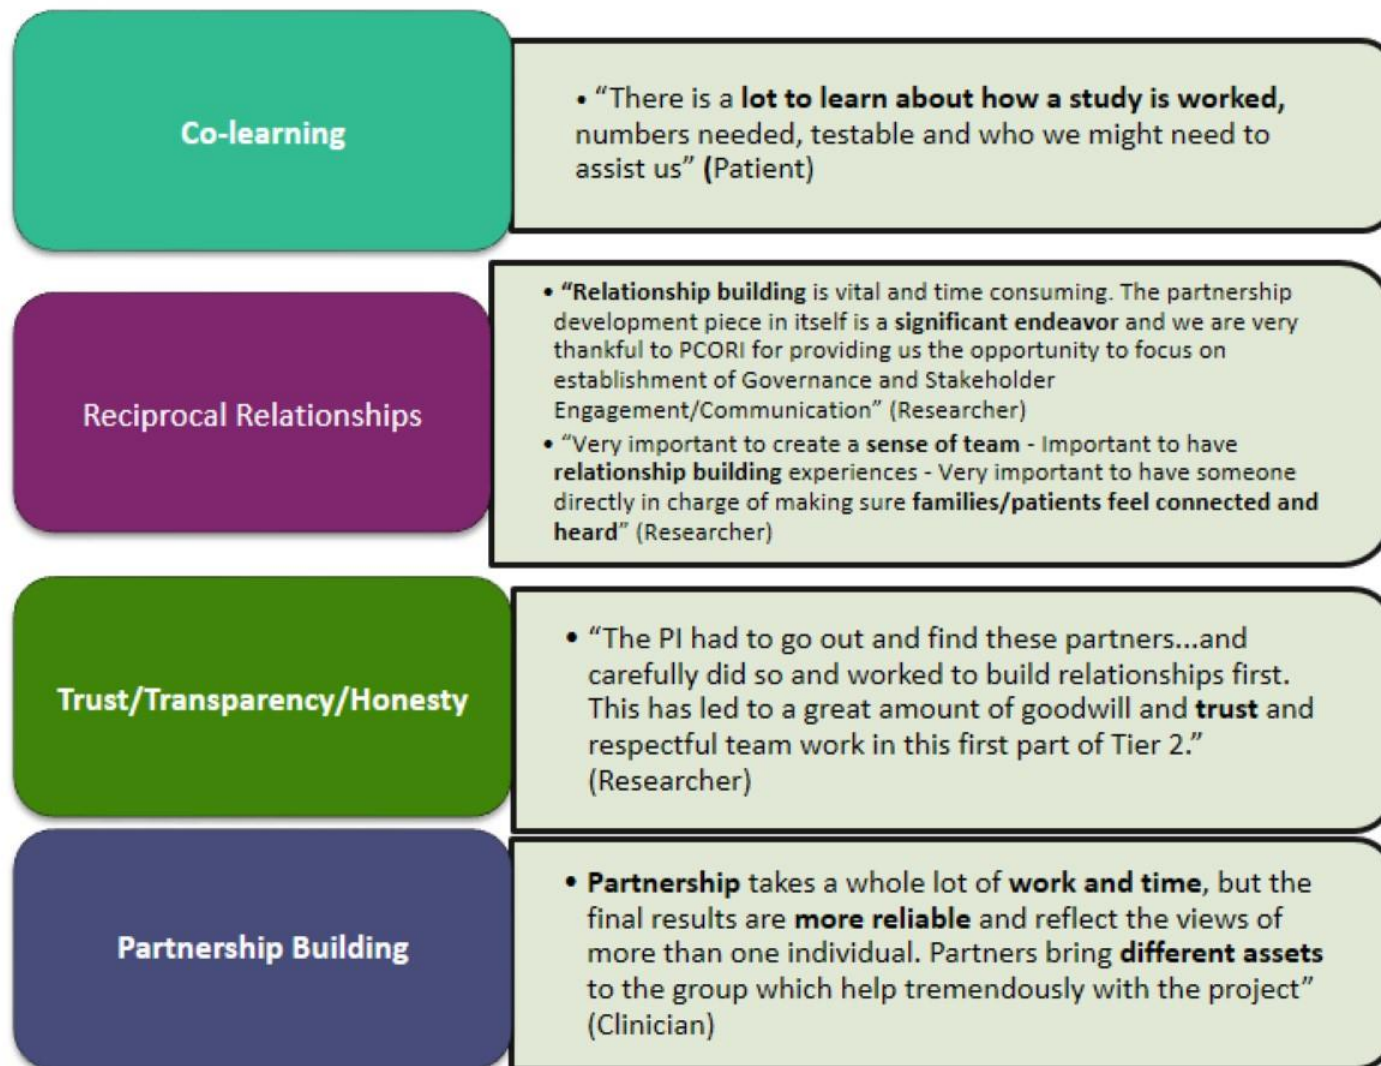 Co-learning
• “There is a lot to learn about how a study is worked,
numbers needed, testable and who we might need to
assist us” (Patient)
Reciprocal Relationships
• “Relationship building is vital and time consuming. The partnership
development piece in itself is a significant endeavor and we are very
thankful to PCORI for providing us the opportunity to focus on
establishment of Governance and Stakeholder
Engagement/Communication” (Researcher)
• “Very important to create a sense of team - Important to have
relationship building experiences - Very important to have someone
directly in charge of making sure families/patients feel connected and
heard” (Researcher)
Trust/Transparency/Honesty
• “The PI had to go out and find these partners...and
carefully did so and worked to build relationships first.
This has led to a great amount of goodwill and trust and
respectful team work in this first part of Tier 2.”
(Researcher)
Partnership Building
• Partnership takes a whole lot of work and time, but the
final results are more reliable and reflect the views of
more than one individual. Partners bring different assets
to the group which help tremendously with the project”
(Clinician)